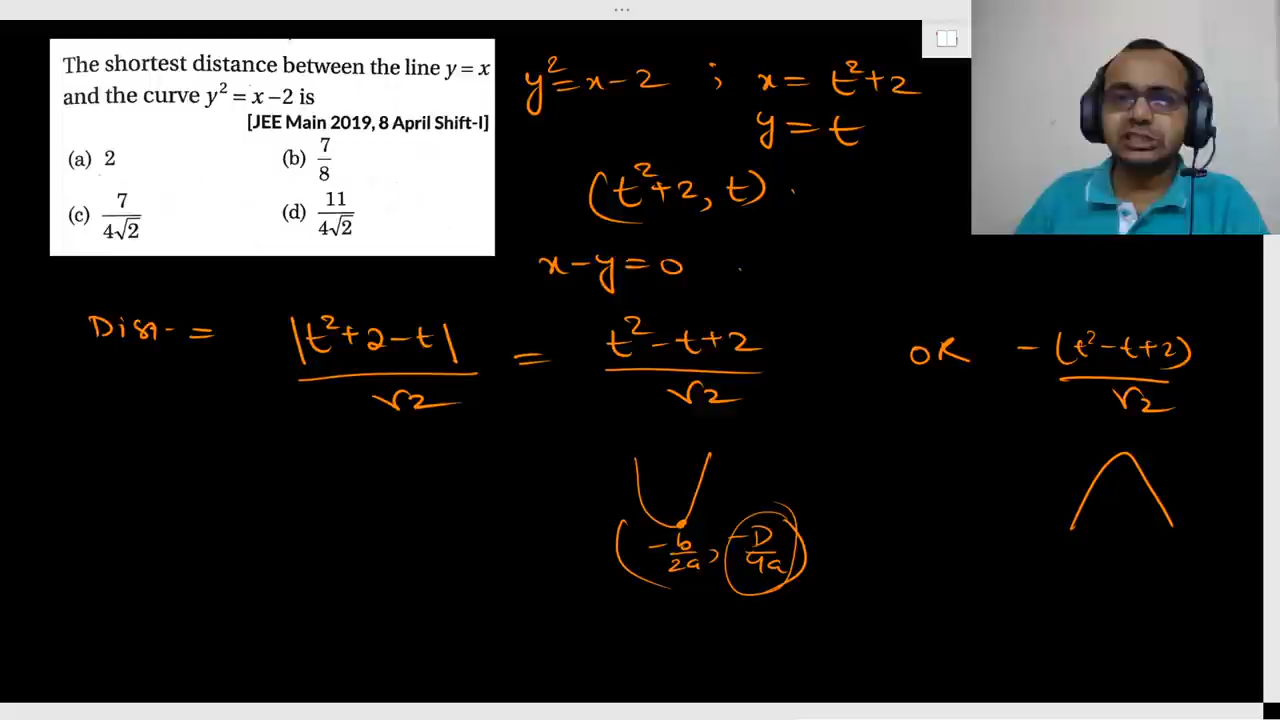 The shortest distance between the line y = x
and the curve y² = x – 2 is
[JEE Main 2019, 8 April Shift-I]
(a) 2
(b) 7/8
(c) 7/(4√2)
(d) 11/(4√2)
y² = x - 2 ; x = t² + 2
y = t
(t² + 2, t)
x - y = 0
Dist. = |t² + 2 - t| / √2 = (t² - t + 2) / √2 OR -(t² - t + 2) / √2
(-b/2a, -D/4a)